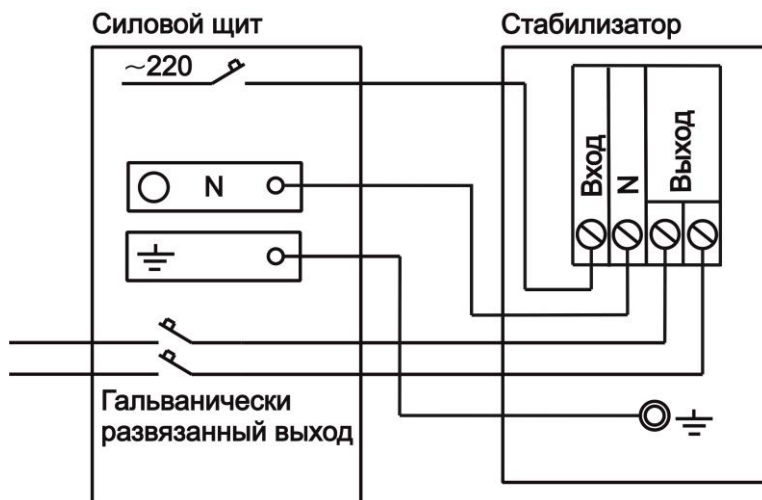 Силовой щит
Стабилизатор
~220
N
Вход
N
Выход
Гальванически
развязанный выход